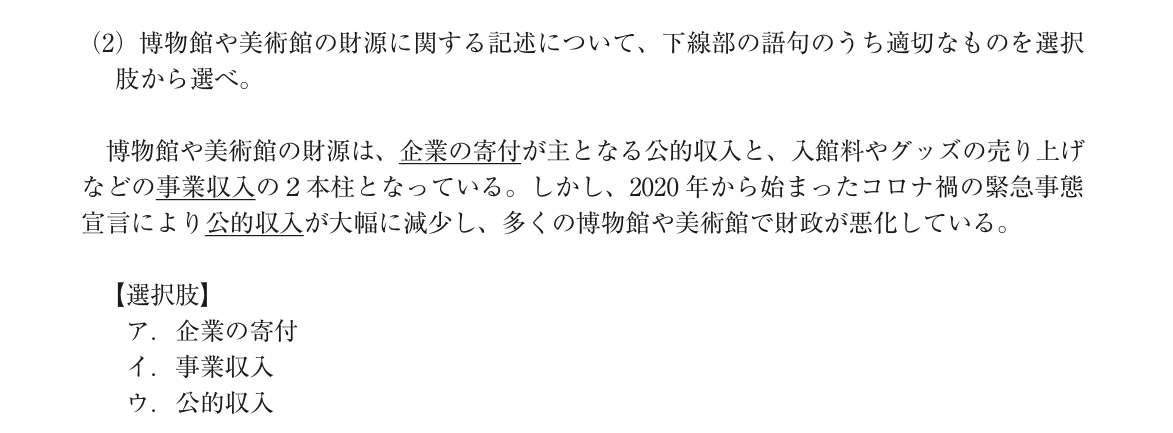 （2）博物館や美術館の財源に関する記述について、下線部の語句のうち適切なものを選択
肢から選べ。
博物館や美術館の財源は、企業の寄付が主となる公的収入と、入館料やグッズの売り上げ
などの事業収入の２本柱となっている。しかし、2020 年から始まったコロナ禍の緊急事態
宣言により公的収入が大幅に減少し、多くの博物館や美術館で財政が悪化している。
【選択肢】
ア．企業の寄付
イ．事業収入
ウ．公的収入